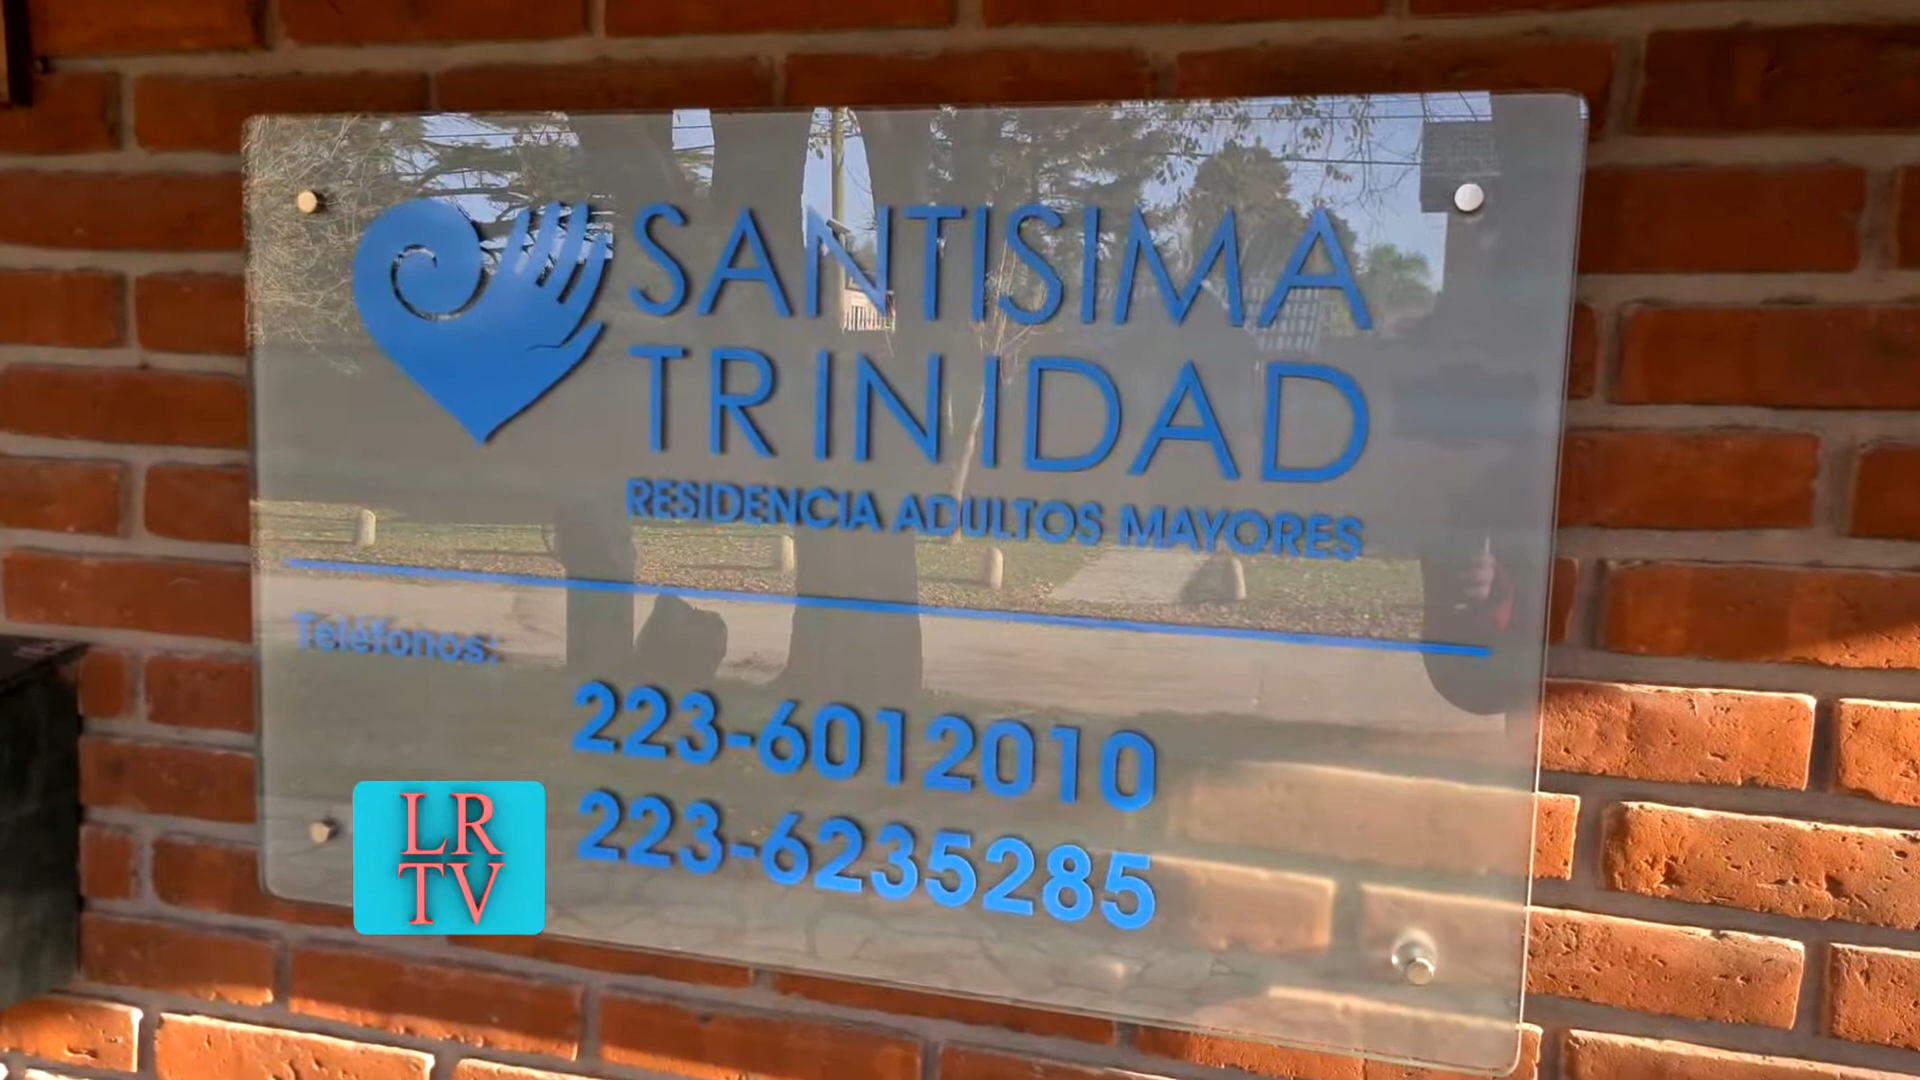 SANTISIMA
TRINIDAD
RESIDENCIA ADULTOS MAYORES
Teléfonos:
223-6012010
223-6235285
LR
TV